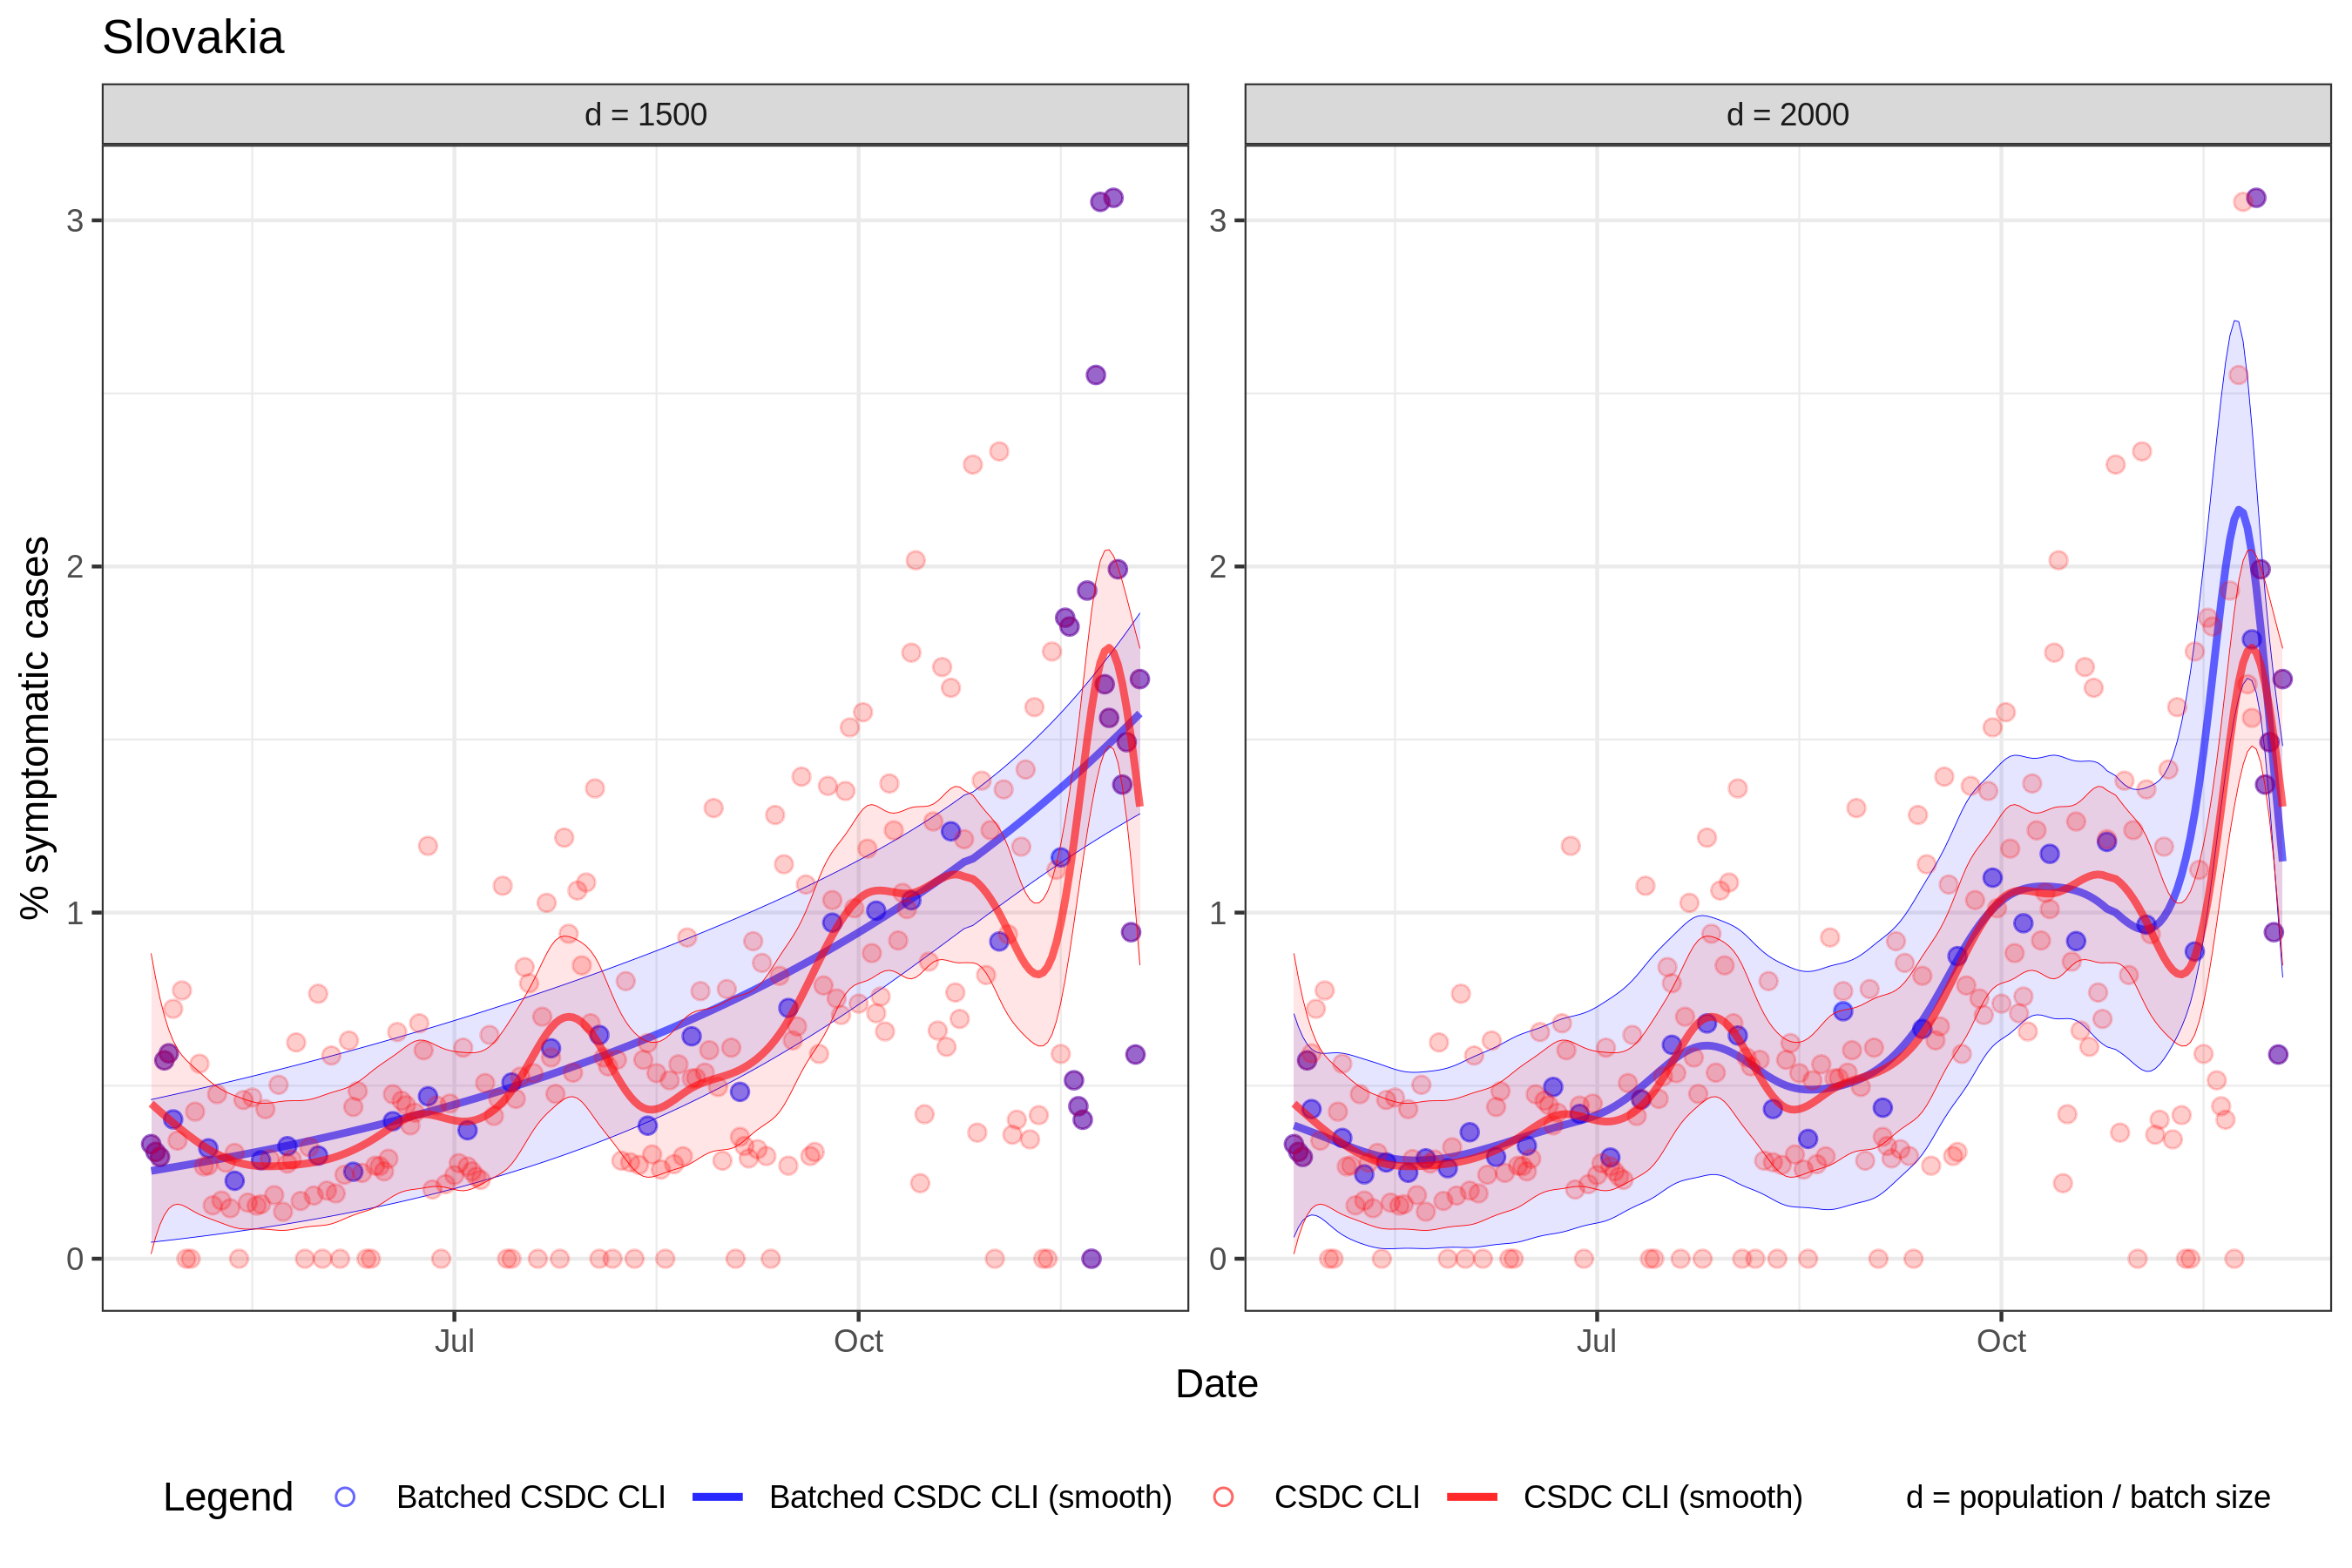 Slovakia
d = 1500
d = 2000
% symptomatic cases
3
2
1
0
3
2
1
0
Jul
Oct
Jul
Oct
Date
Legend
Batched CSDC CLI
Batched CSDC CLI (smooth)
CSDC CLI
CSDC CLI (smooth)
d = population / batch size